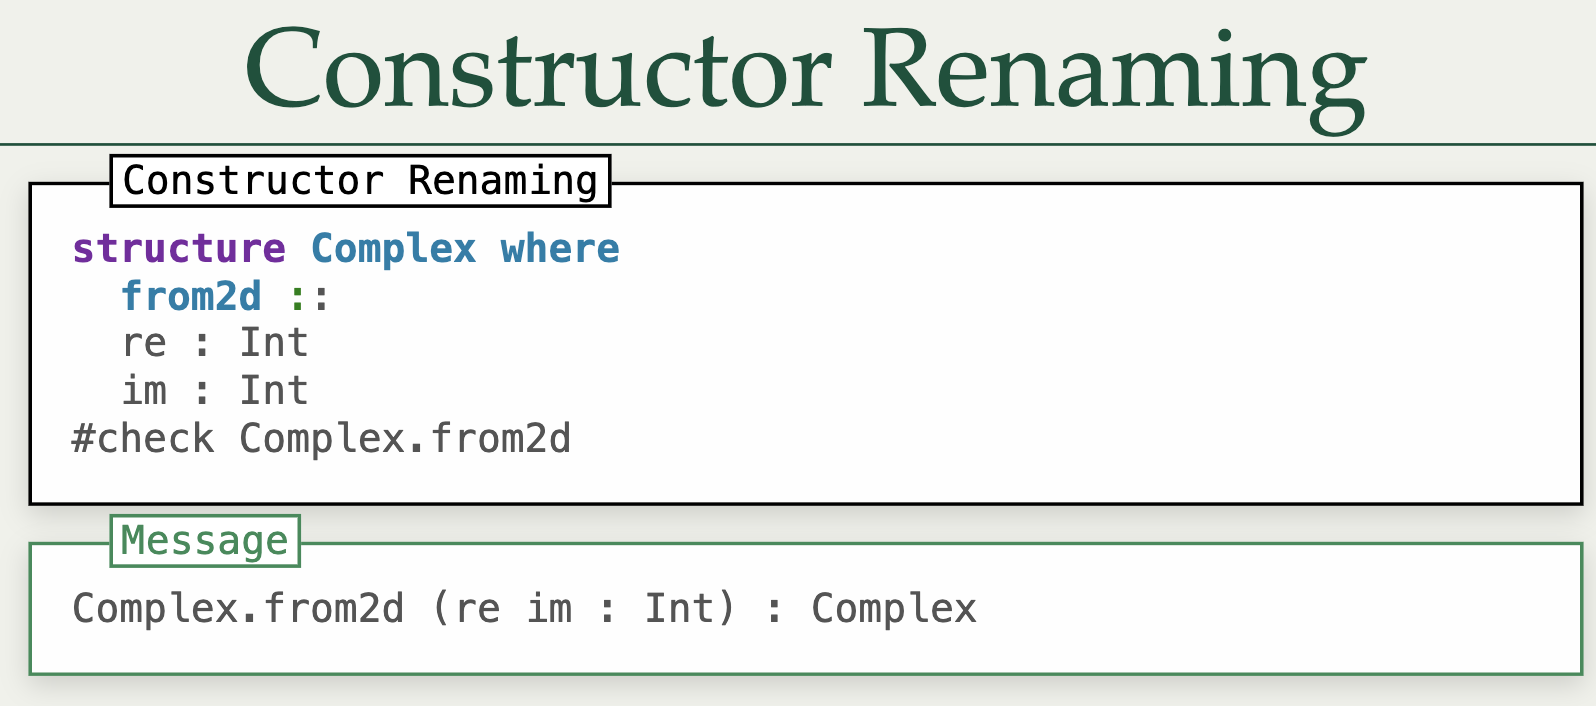 Constructor Renaming
Constructor Renaming
structure Complex where
  from2d ::
  re : Int
  im : Int
#check Complex.from2d
Message
Complex.from2d (re im : Int) : Complex